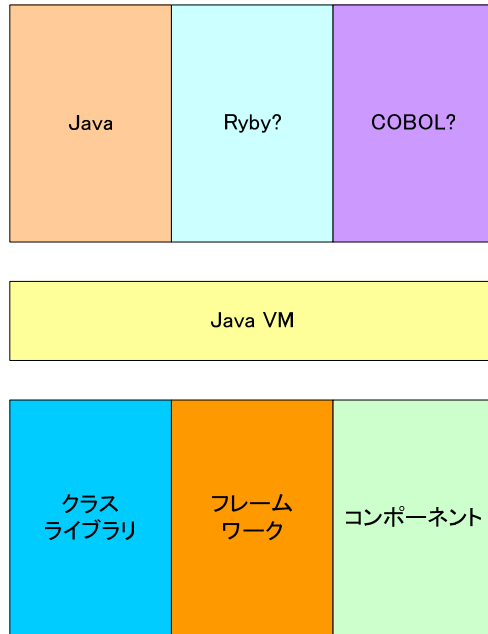 Java
Ryby?
COBOL?
Java VM
クラス
ライブラリ
フレーム
ワーク
コンポーネント